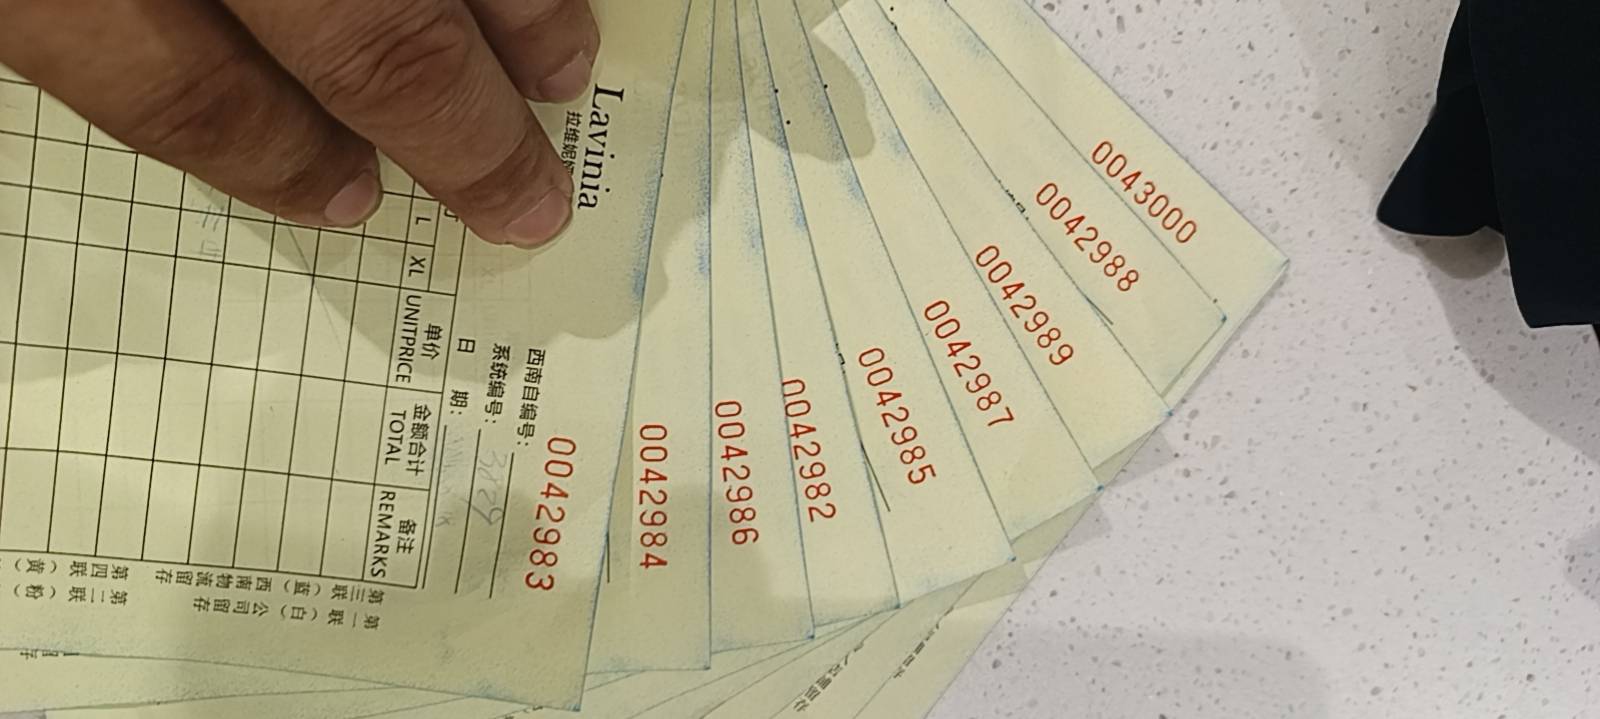 Lavinia
拉维妮
西南自编号:
系统编号:
日 期:
3029
L
XL
单价
UNITPRICE
金额合计
TOTAL
备注
REMARKS
第一联（白）公司留存
第二联（粉）
第三联（蓝）西南物流留存
第四联（黄）
0042983
0042984
0042986
0042982
0042985
0042987
0042989
0042988
0043000